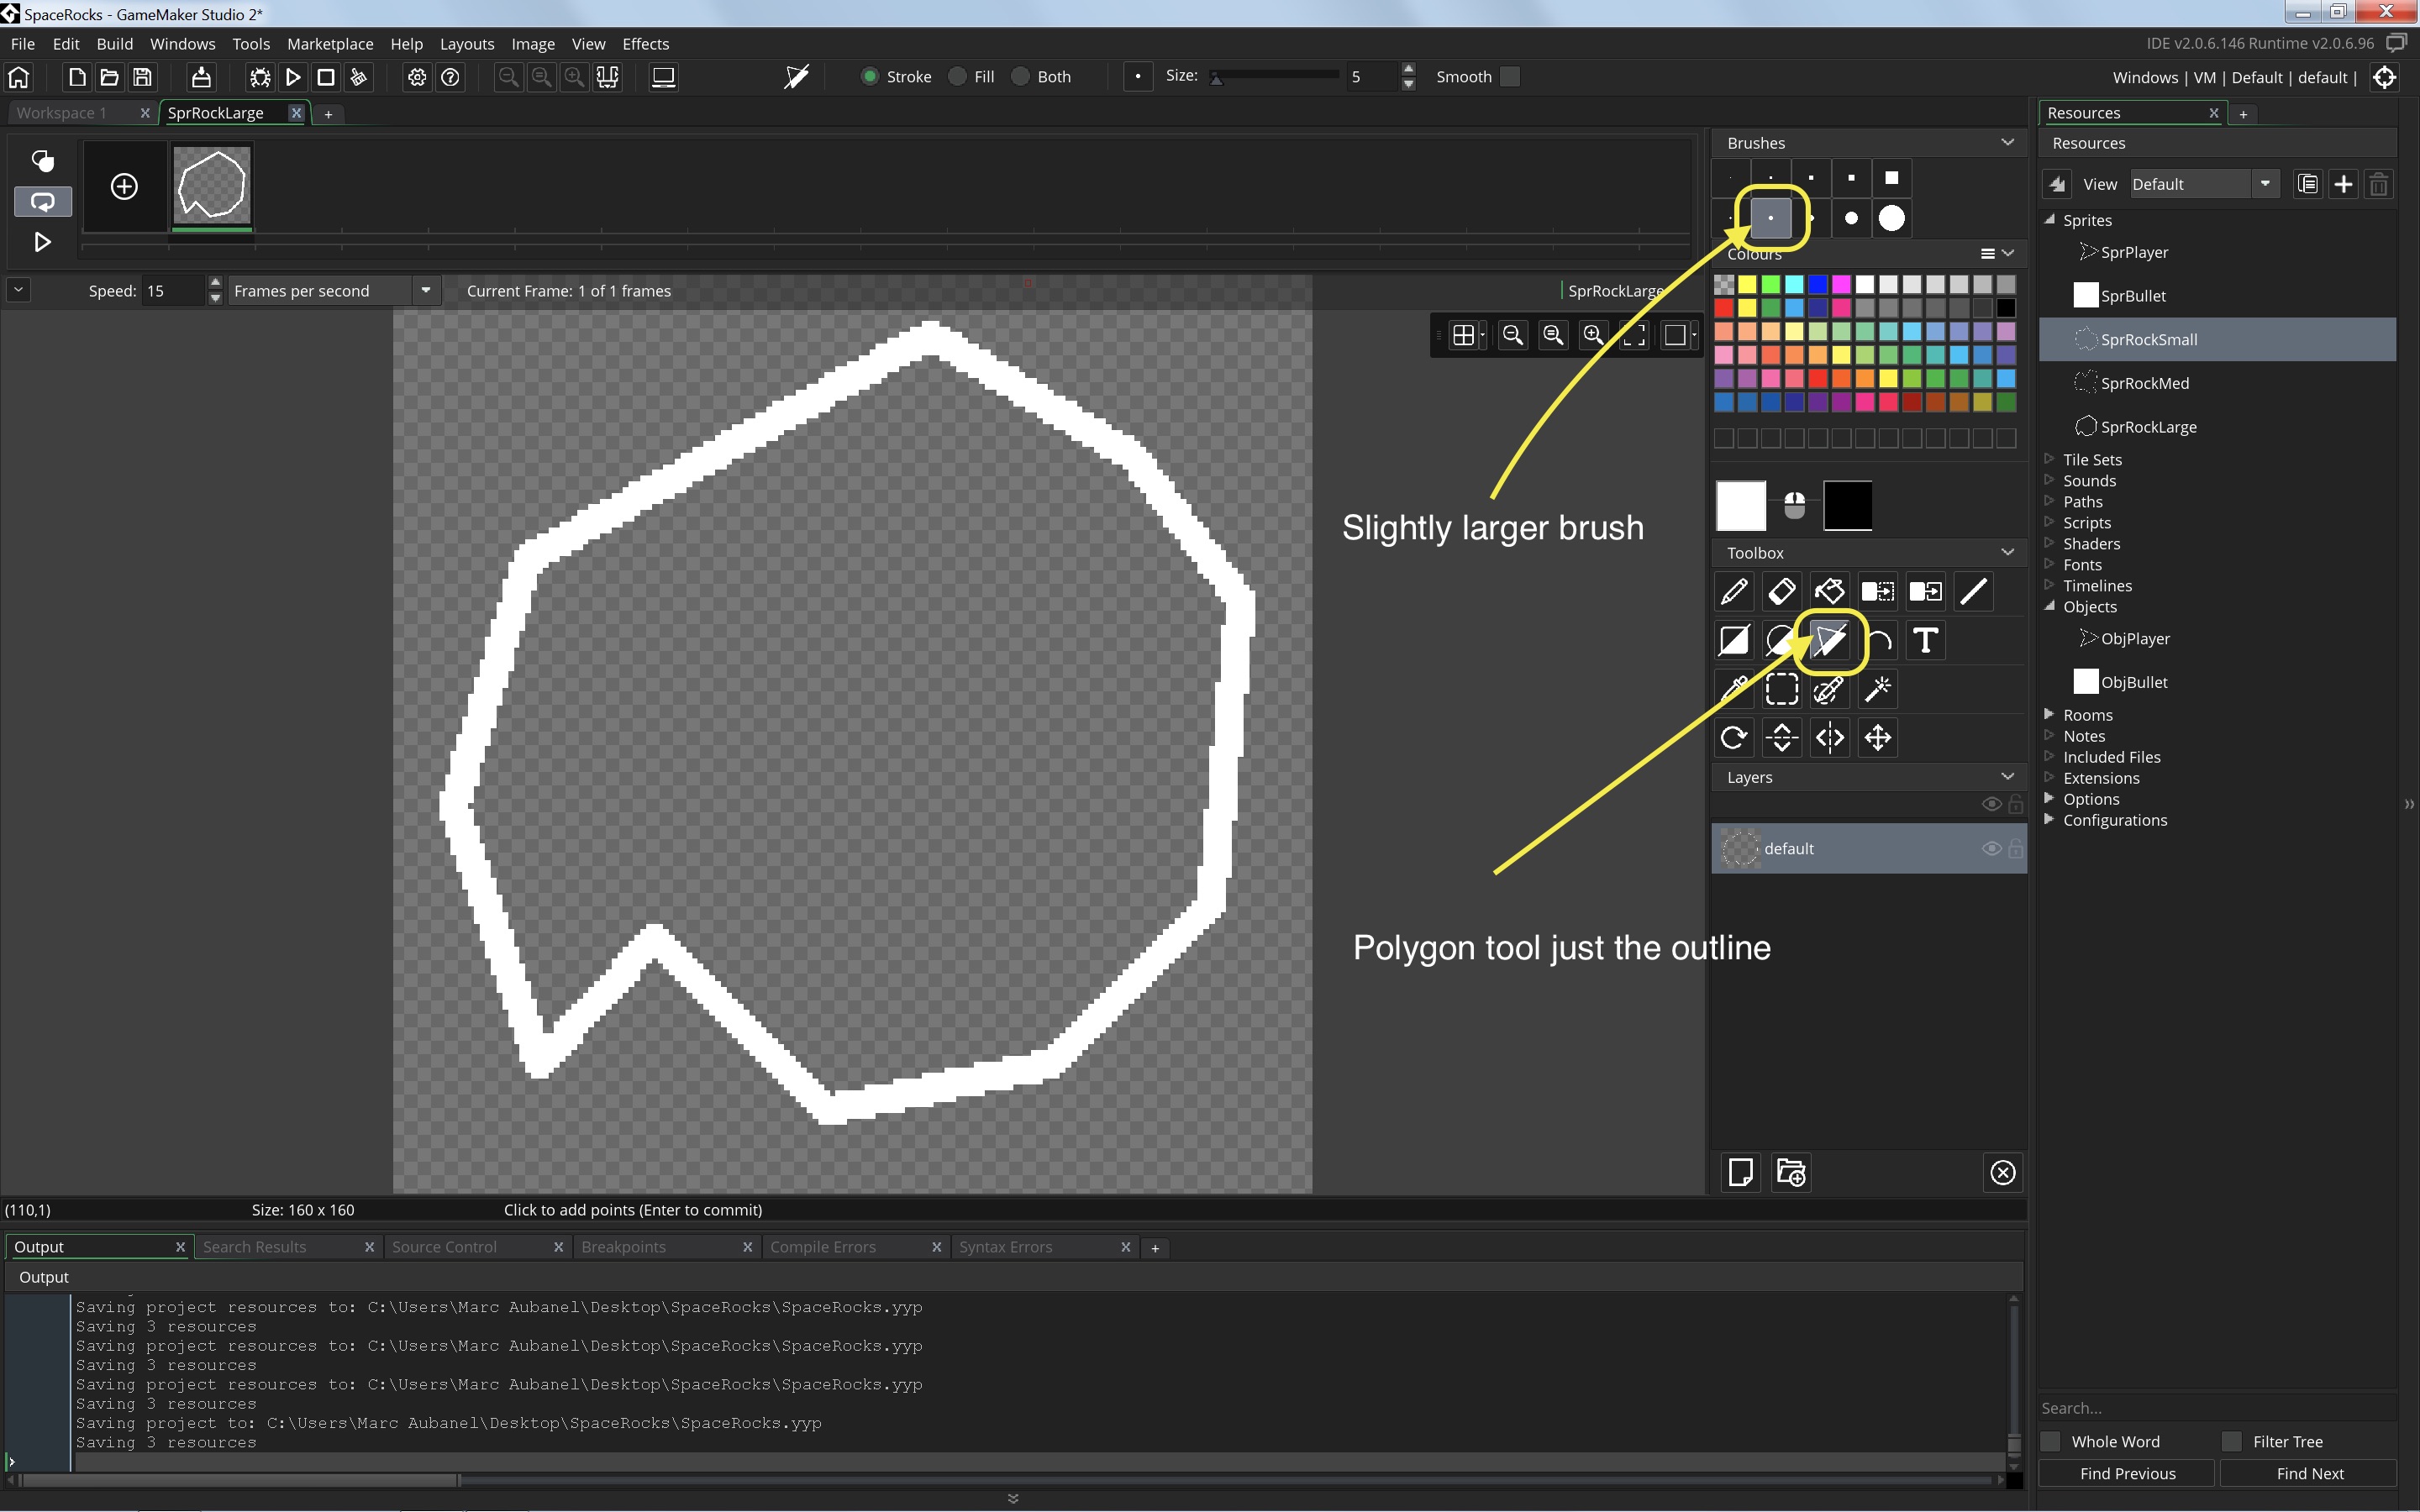 SpaceRocks - GameMaker Studio 2*
File Edit Build Windows Tools Marketplace Help Layouts Image View Effects
IDE v2.0.6.146 Runtime v2.0.6.96
Stroke Fill Both Size: 5 Smooth
Windows | VM | Default | default |
Workspace 1 X SprRockLarge X +
Resources X +
Brushes
Resources
View Default
Sprites
SprPlayer
SprBullet
SprRockSmall
SprRockMed
SprRockLarge
Tile Sets
Sounds
Paths
Scripts
Shaders
Fonts
Timelines
Objects
ObjPlayer
ObjBullet
Rooms
Notes
Included Files
Extensions
Options
Configurations
Colours
Speed: 15 Frames per second Current Frame: 1 of 1 frames SprRockLarge
Slightly larger brush
Toolbox
T
Polygon tool just the outline
Layers
default
(110,1) Size: 160 x 160 Click to add points (Enter to commit)
Output X Search Results X Source Control X Breakpoints X Compile Errors X Syntax Errors X +
Output
Saving project resources to: C:\Users\Marc Aubanel\Desktop\SpaceRocks\SpaceRocks.yyp
Saving 3 resources
Saving project resources to: C:\Users\Marc Aubanel\Desktop\SpaceRocks\SpaceRocks.yyp
Saving 3 resources
Saving project resources to: C:\Users\Marc Aubanel\Desktop\SpaceRocks\SpaceRocks.yyp
Saving 3 resources
Saving project to: C:\Users\Marc Aubanel\Desktop\SpaceRocks\SpaceRocks.yyp
Saving 3 resources
Search...
Whole Word Filter Tree
Find Previous Find Next